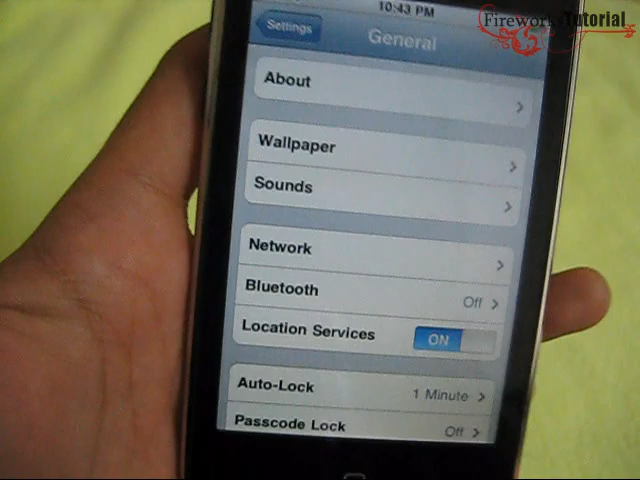 10:43 PM
Fireworks Tutorial
Settings
General
About
Wallpaper
Sounds
Network
Bluetooth Off
Location Services ON
Auto-Lock 1 Minute
Passcode Lock Off